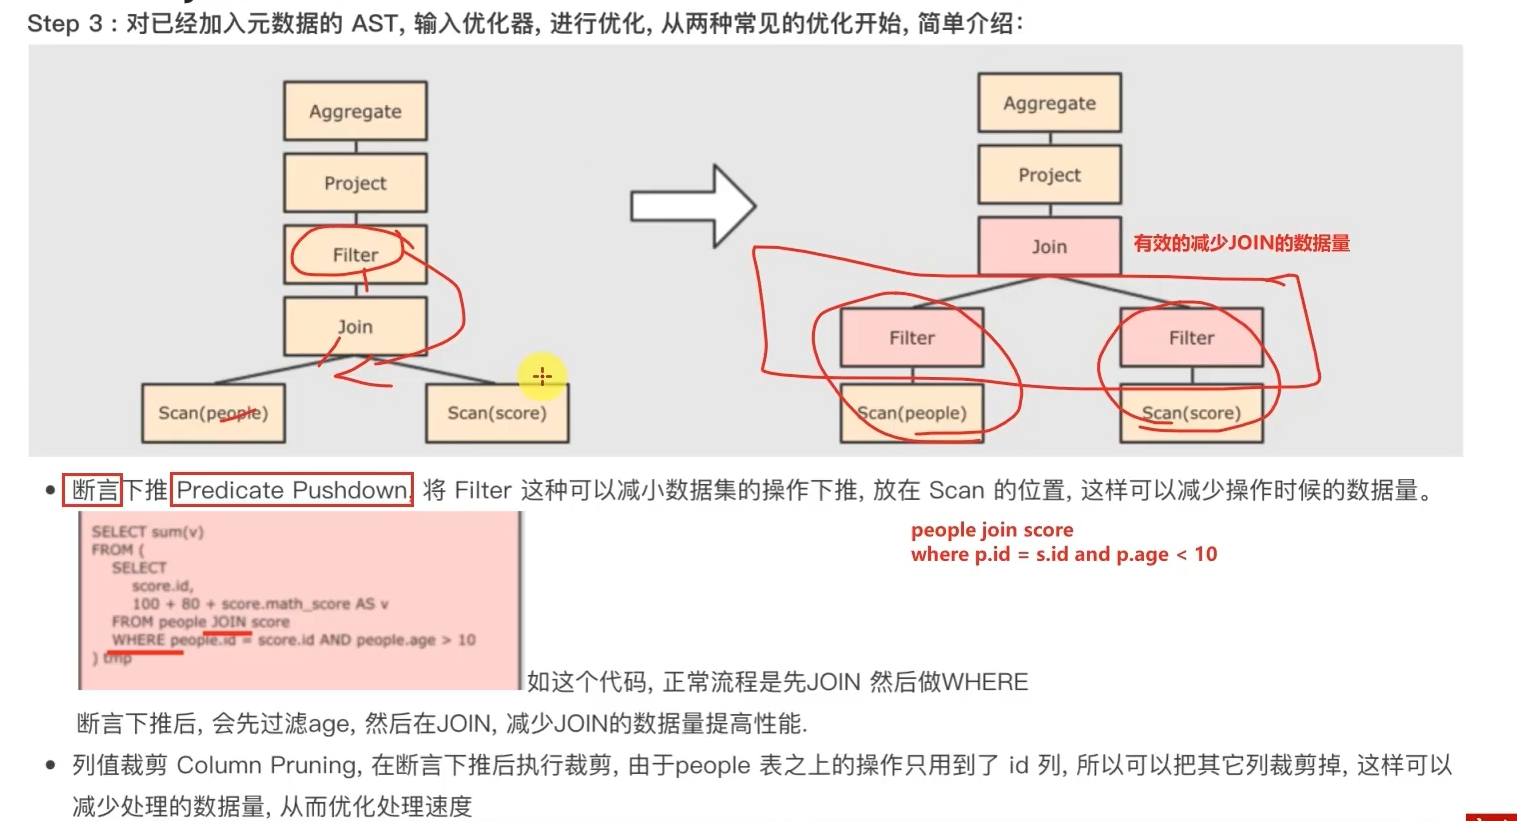 Step 3 : 对已经加入元数据的 AST, 输入优化器, 进行优化, 从两种常见的优化开始, 简单介绍:
Aggregate
Project
Filter
Join
Scan(people)
Scan(score)
Aggregate
Project
Join
有效的减少JOIN的数据量
Filter
Filter
Scan(people)
Scan(score)
断言下推 Predicate Pushdown, 将 Filter 这种可以减小数据集的操作下推, 放在 Scan 的位置, 这样可以减少操作时候的数据量。
people join score
where p.id = s.id and p.age < 10
SELECT sum(v)
FROM (
SELECT
score.id,
100 + 80 + score.math_score AS v
FROM people JOIN score
WHERE people.id = score.id AND people.age > 10
) tmp
如这个代码, 正常流程是先JOIN 然后做WHERE
断言下推后, 会先过滤age, 然后在JOIN, 减少JOIN的数据量提高性能.
列值裁剪 Column Pruning, 在断言下推后执行裁剪, 由于people 表之上的操作只用到了 id 列, 所以可以把其它列裁剪掉, 这样可以
减少处理的数据量, 从而优化处理速度